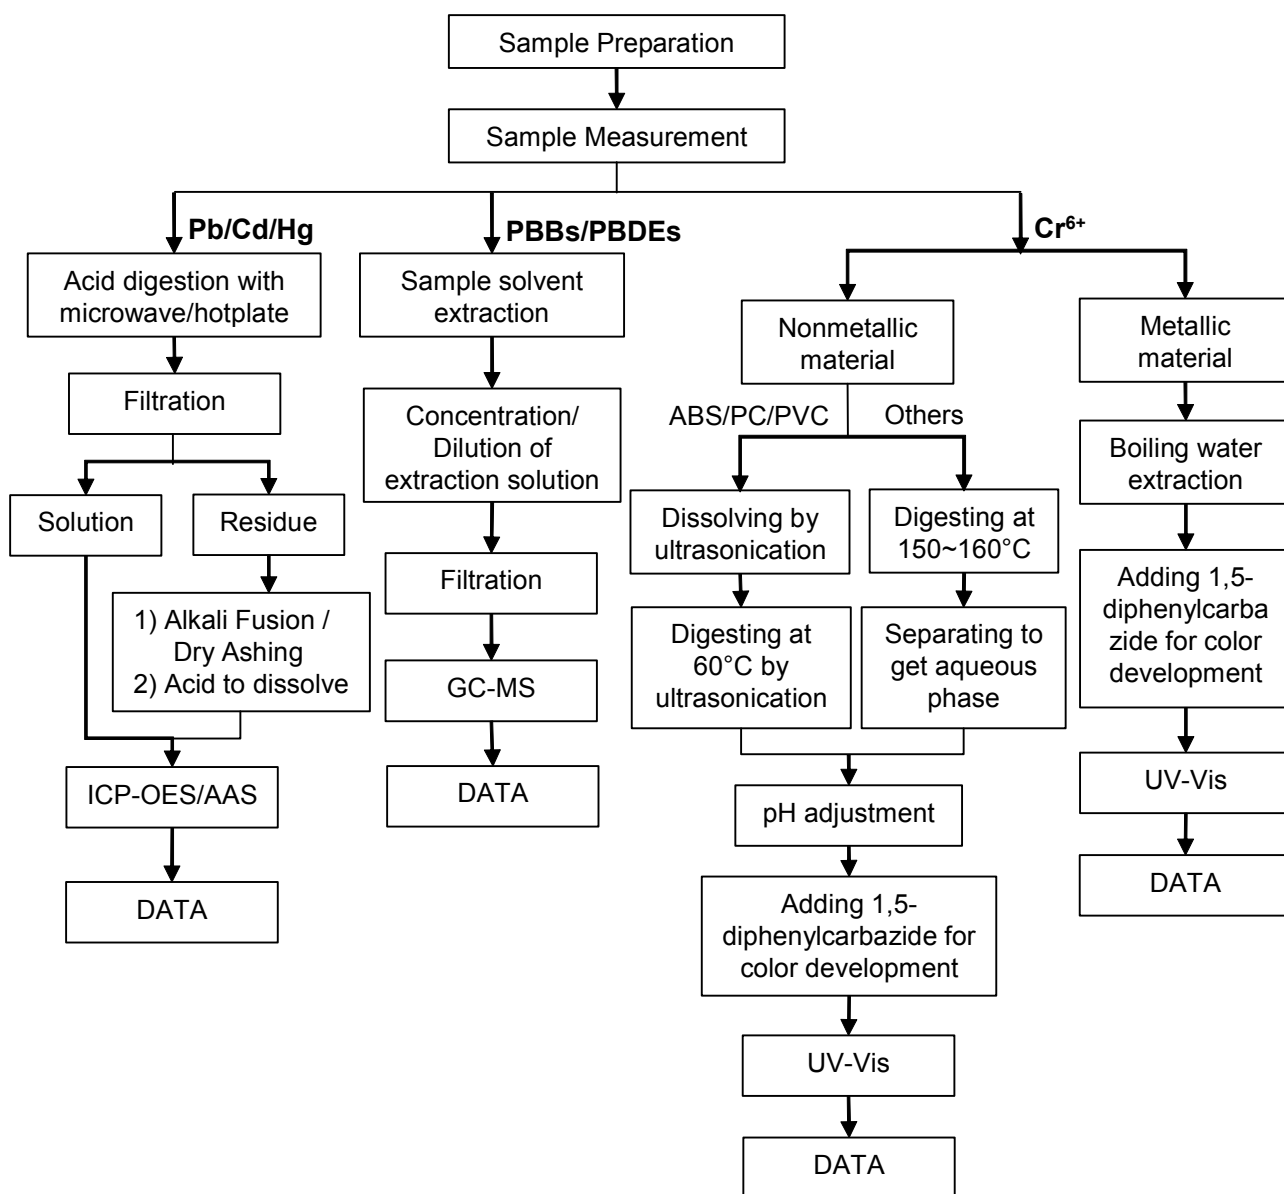 Sample Preparation
Sample Measurement
Pb/Cd/Hg
PBBs/PBDEs
Cr⁶⁺
Acid digestion with
microwave/hotplate
Filtration
Solution
Residue
1) Alkali Fusion /
Dry Ashing
2) Acid to dissolve
ICP-OES/AAS
DATA
Sample solvent
extraction
Concentration/
Dilution of
extraction solution
Filtration
GC-MS
DATA
Nonmetallic
material
ABS/PC/PVC
Others
Dissolving by
ultrasonication
Digesting at
60°C by
ultrasonication
Digesting at
150~160°C
Separating to
get aqueous
phase
pH adjustment
Adding 1,5-
diphenylcarbazide for
color development
UV-Vis
DATA
Metallic
material
Boiling water
extraction
Adding 1,5-
diphenylcarba
zide for color
development
UV-Vis
DATA